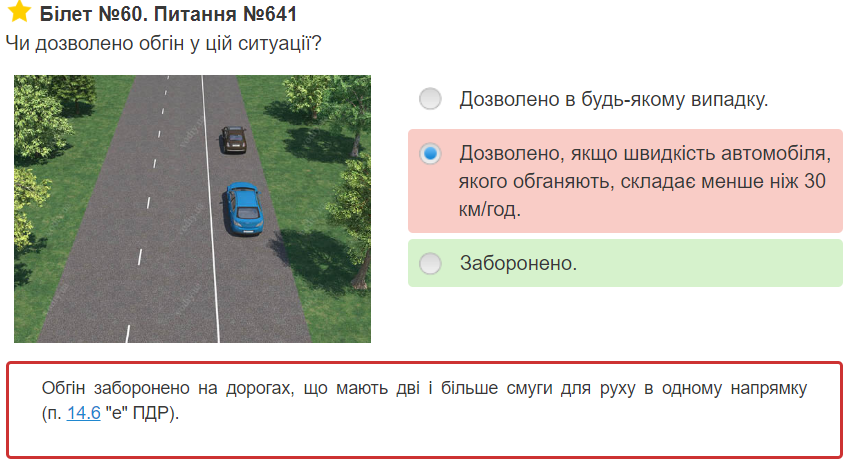 Білет №60. Питання №641
Чи дозволено обгін у цій ситуації?
Дозволено в будь-якому випадку.
Дозволено, якщо швидкість автомобіля,
якого обганяють, складає менше ніж 30
км/год.
Заборонено.
Обгін заборонено на дорогах, що мають дві і більше смуги для руху в одному напрямку
(п. 14.6 "е" ПДР).